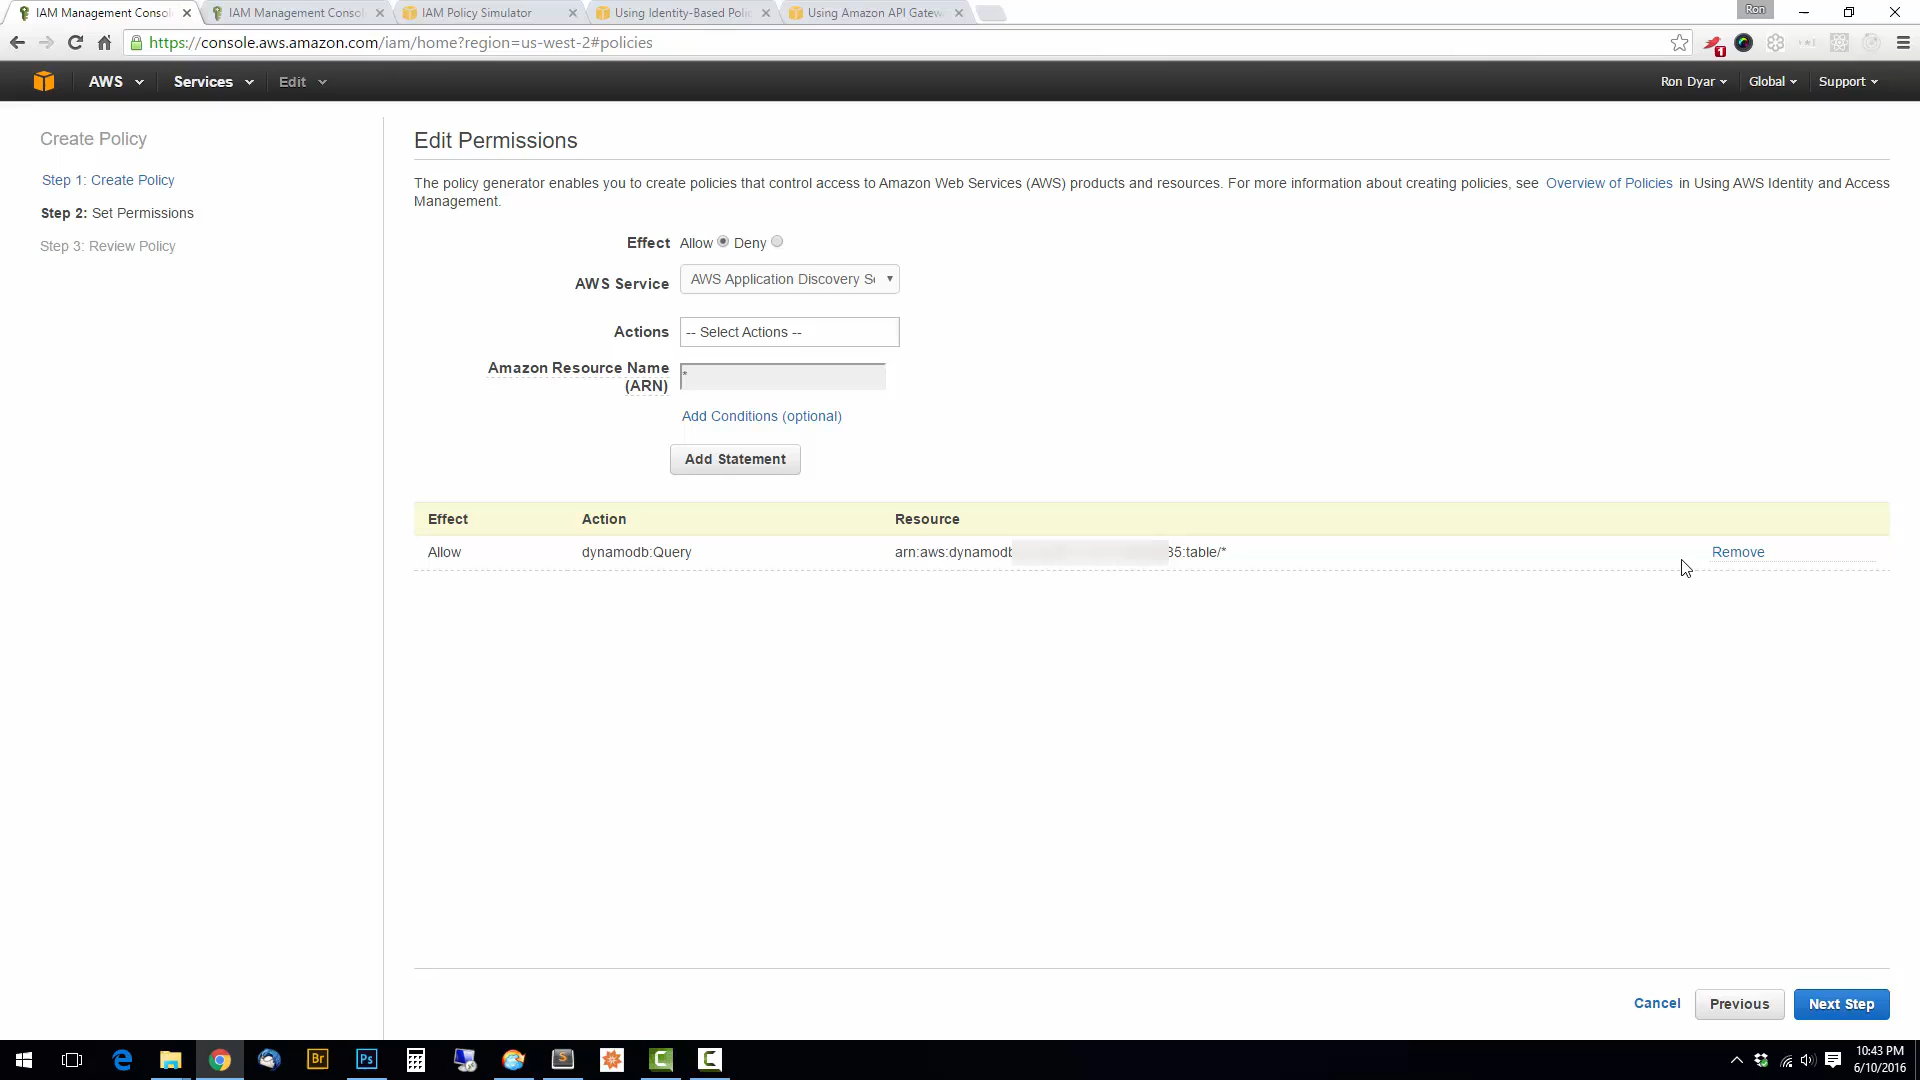 IAM Management Consol
IAM Management Consol
IAM Policy Simulator
Using Identity-Based Poli
Using Amazon API Gatew
Ron
https://console.aws.amazon.com/iam/home?region=us-west-2#policies
1
AWS
Services
Edit
Ron Dyar
Global
Support
Create Policy
Step 1: Create Policy
Step 2: Set Permissions
Step 3: Review Policy
Edit Permissions
The policy generator enables you to create policies that control access to Amazon Web Services (AWS) products and resources. For more information about creating policies, see Overview of Policies in Using AWS Identity and Access
Management.
Effect Allow Deny
AWS Service AWS Application Discovery Se
Actions -- Select Actions --
Amazon Resource Name
(ARN)
*
Add Conditions (optional)
Add Statement
Effect Action Resource
Allow dynamodb:Query arn:aws:dynamodb 35:table/* Remove
Cancel Previous Next Step
Br
Ps
10:43 PM
6/10/2016